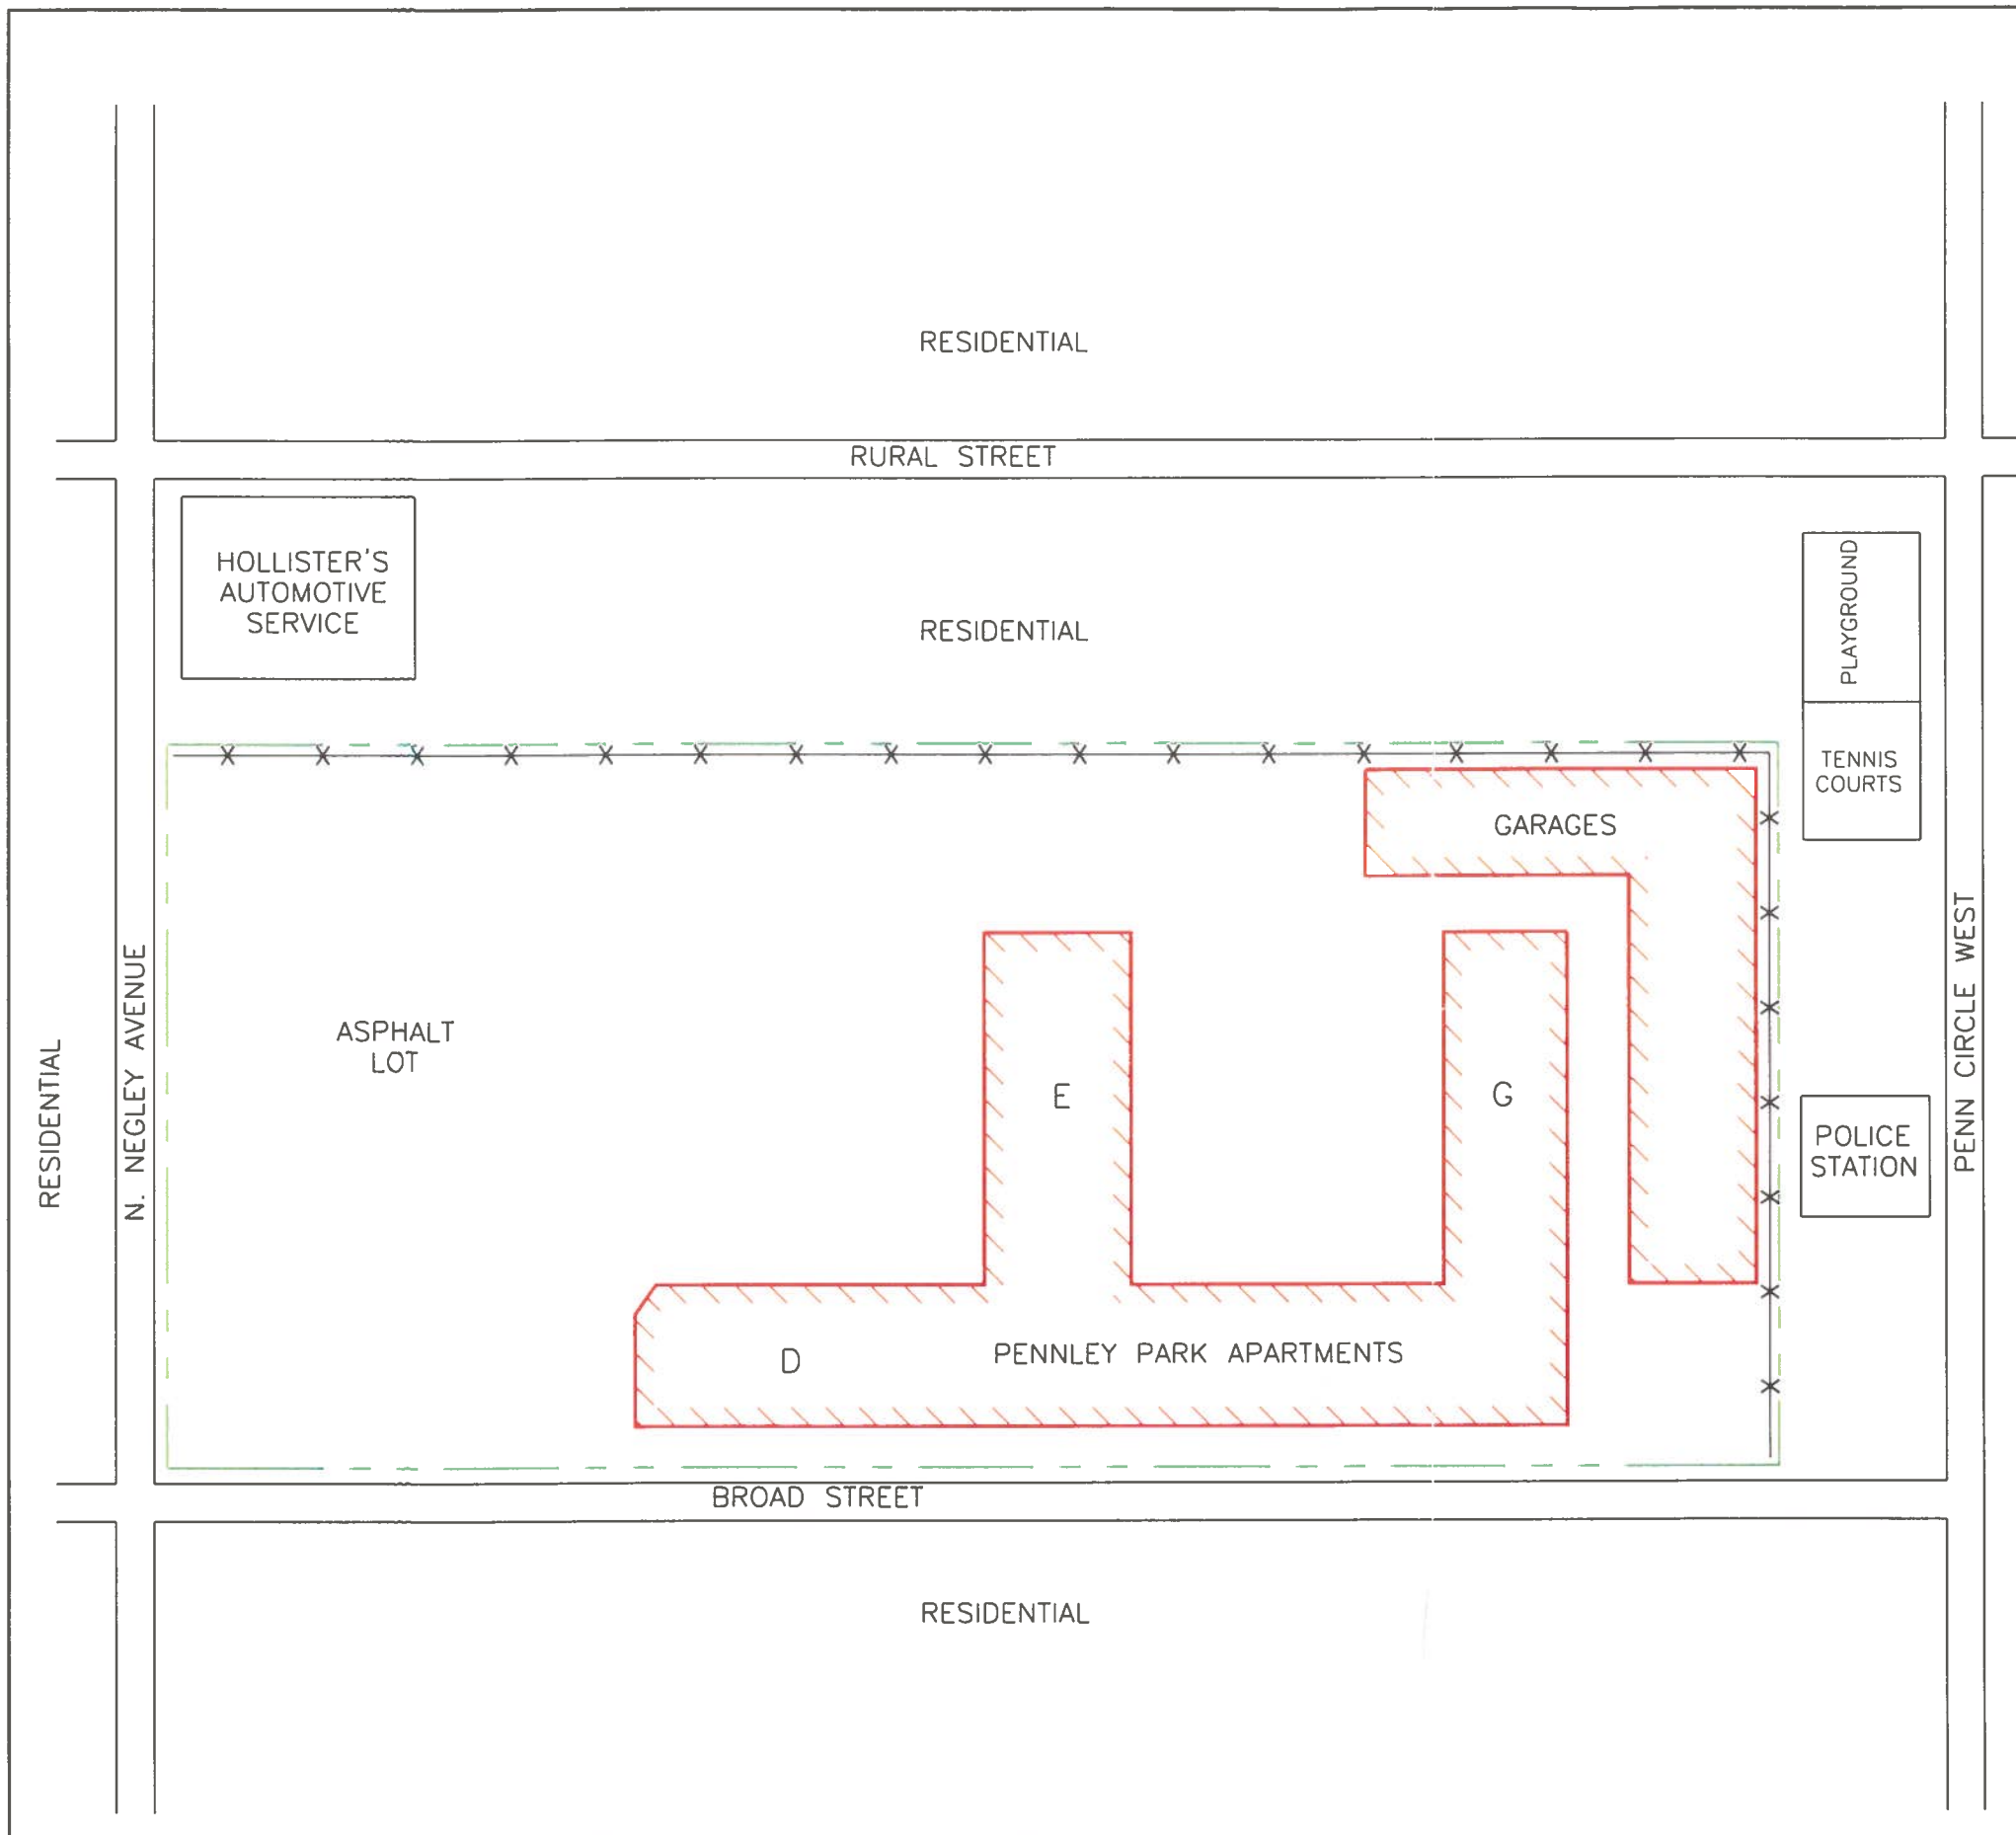 RESIDENTIAL
RURAL STREET
HOLLISTER'S
AUTOMOTIVE
SERVICE
RESIDENTIAL
PLAYGROUND
TENNIS
COURTS
GARAGES
ASPHALT
LOT
E
G
N. NEGLEY AVENUE
RESIDENTIAL
POLICE
STATION
PENN CIRCLE WEST
D
PENNLEY PARK APARTMENTS
BROAD STREET
RESIDENTIAL